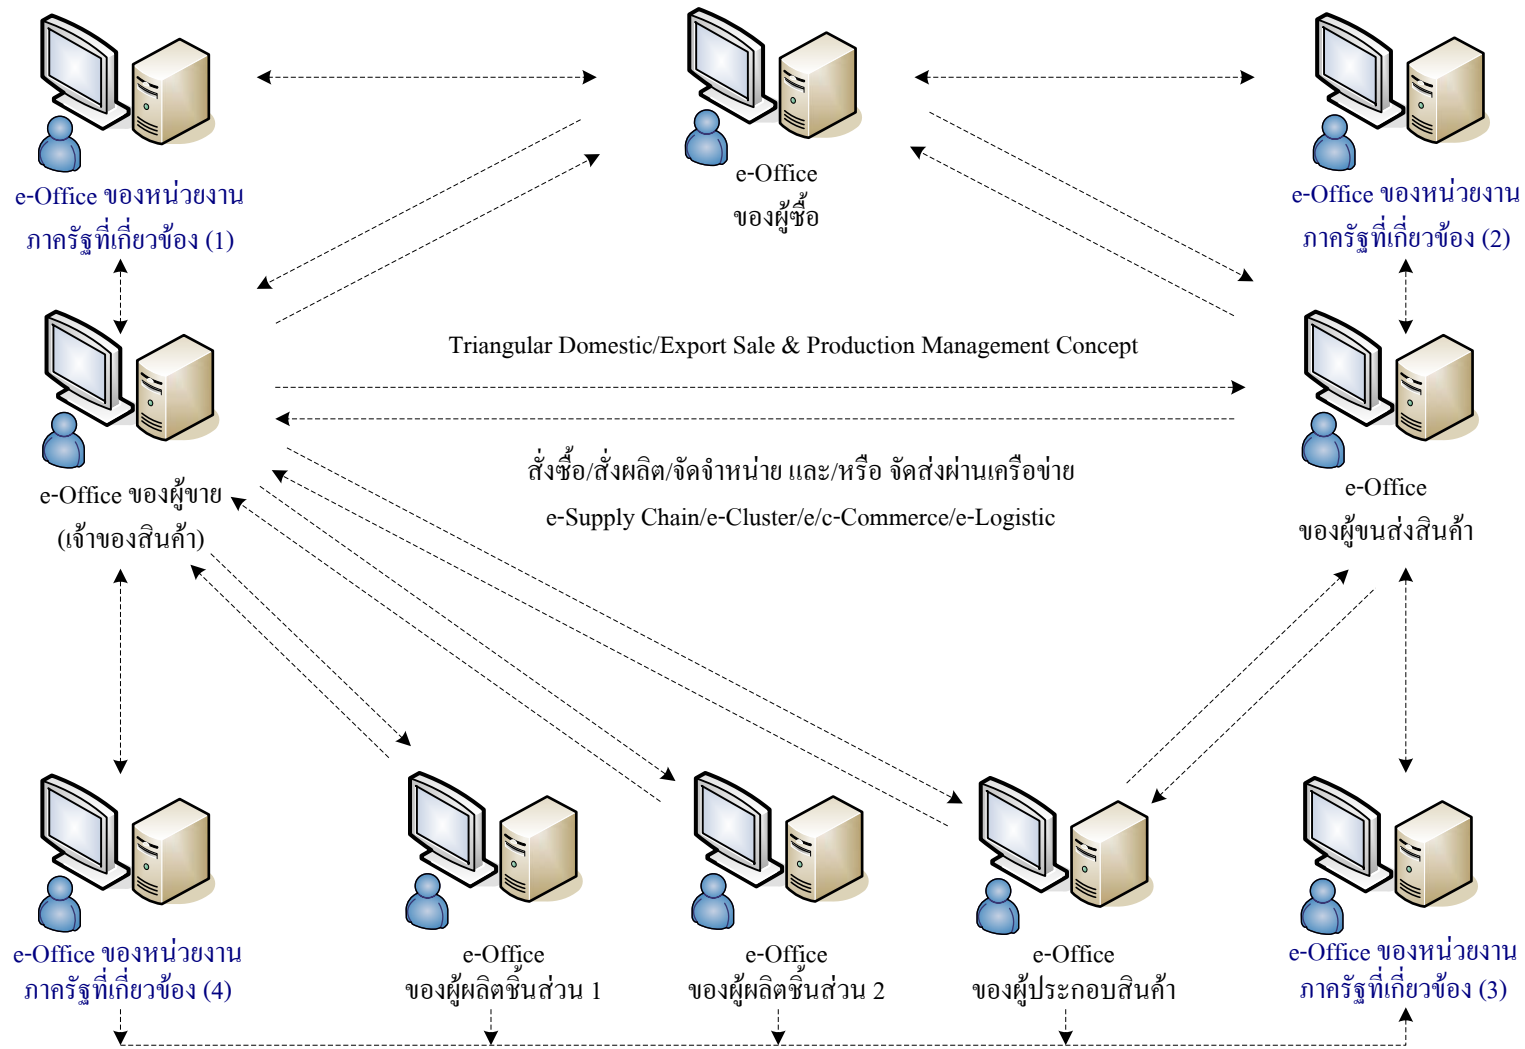 e-Office ของหน่วยงาน
ภาครัฐที่เกี่ยวข้อง (1)
e-Office
ของผู้ซื้อ
e-Office ของหน่วยงาน
ภาครัฐที่เกี่ยวข้อง (2)
Triangular Domestic/Export Sale & Production Management Concept
สั่งซื้อ/สั่งผลิต/จัดจำหน่าย และ/หรือ จัดส่งผ่านเครือข่าย
e-Supply Chain/e-Cluster/e/c-Commerce/e-Logistic
e-Office ของผู้ขาย
(เจ้าของสินค้า)
e-Office
ของผู้ขนส่งสินค้า
e-Office ของหน่วยงาน
ภาครัฐที่เกี่ยวข้อง (4)
e-Office
ของผู้ผลิตชิ้นส่วน 1
e-Office
ของผู้ผลิตชิ้นส่วน 2
e-Office
ของผู้ประกอบสินค้า
e-Office ของหน่วยงาน
ภาครัฐที่เกี่ยวข้อง (3)